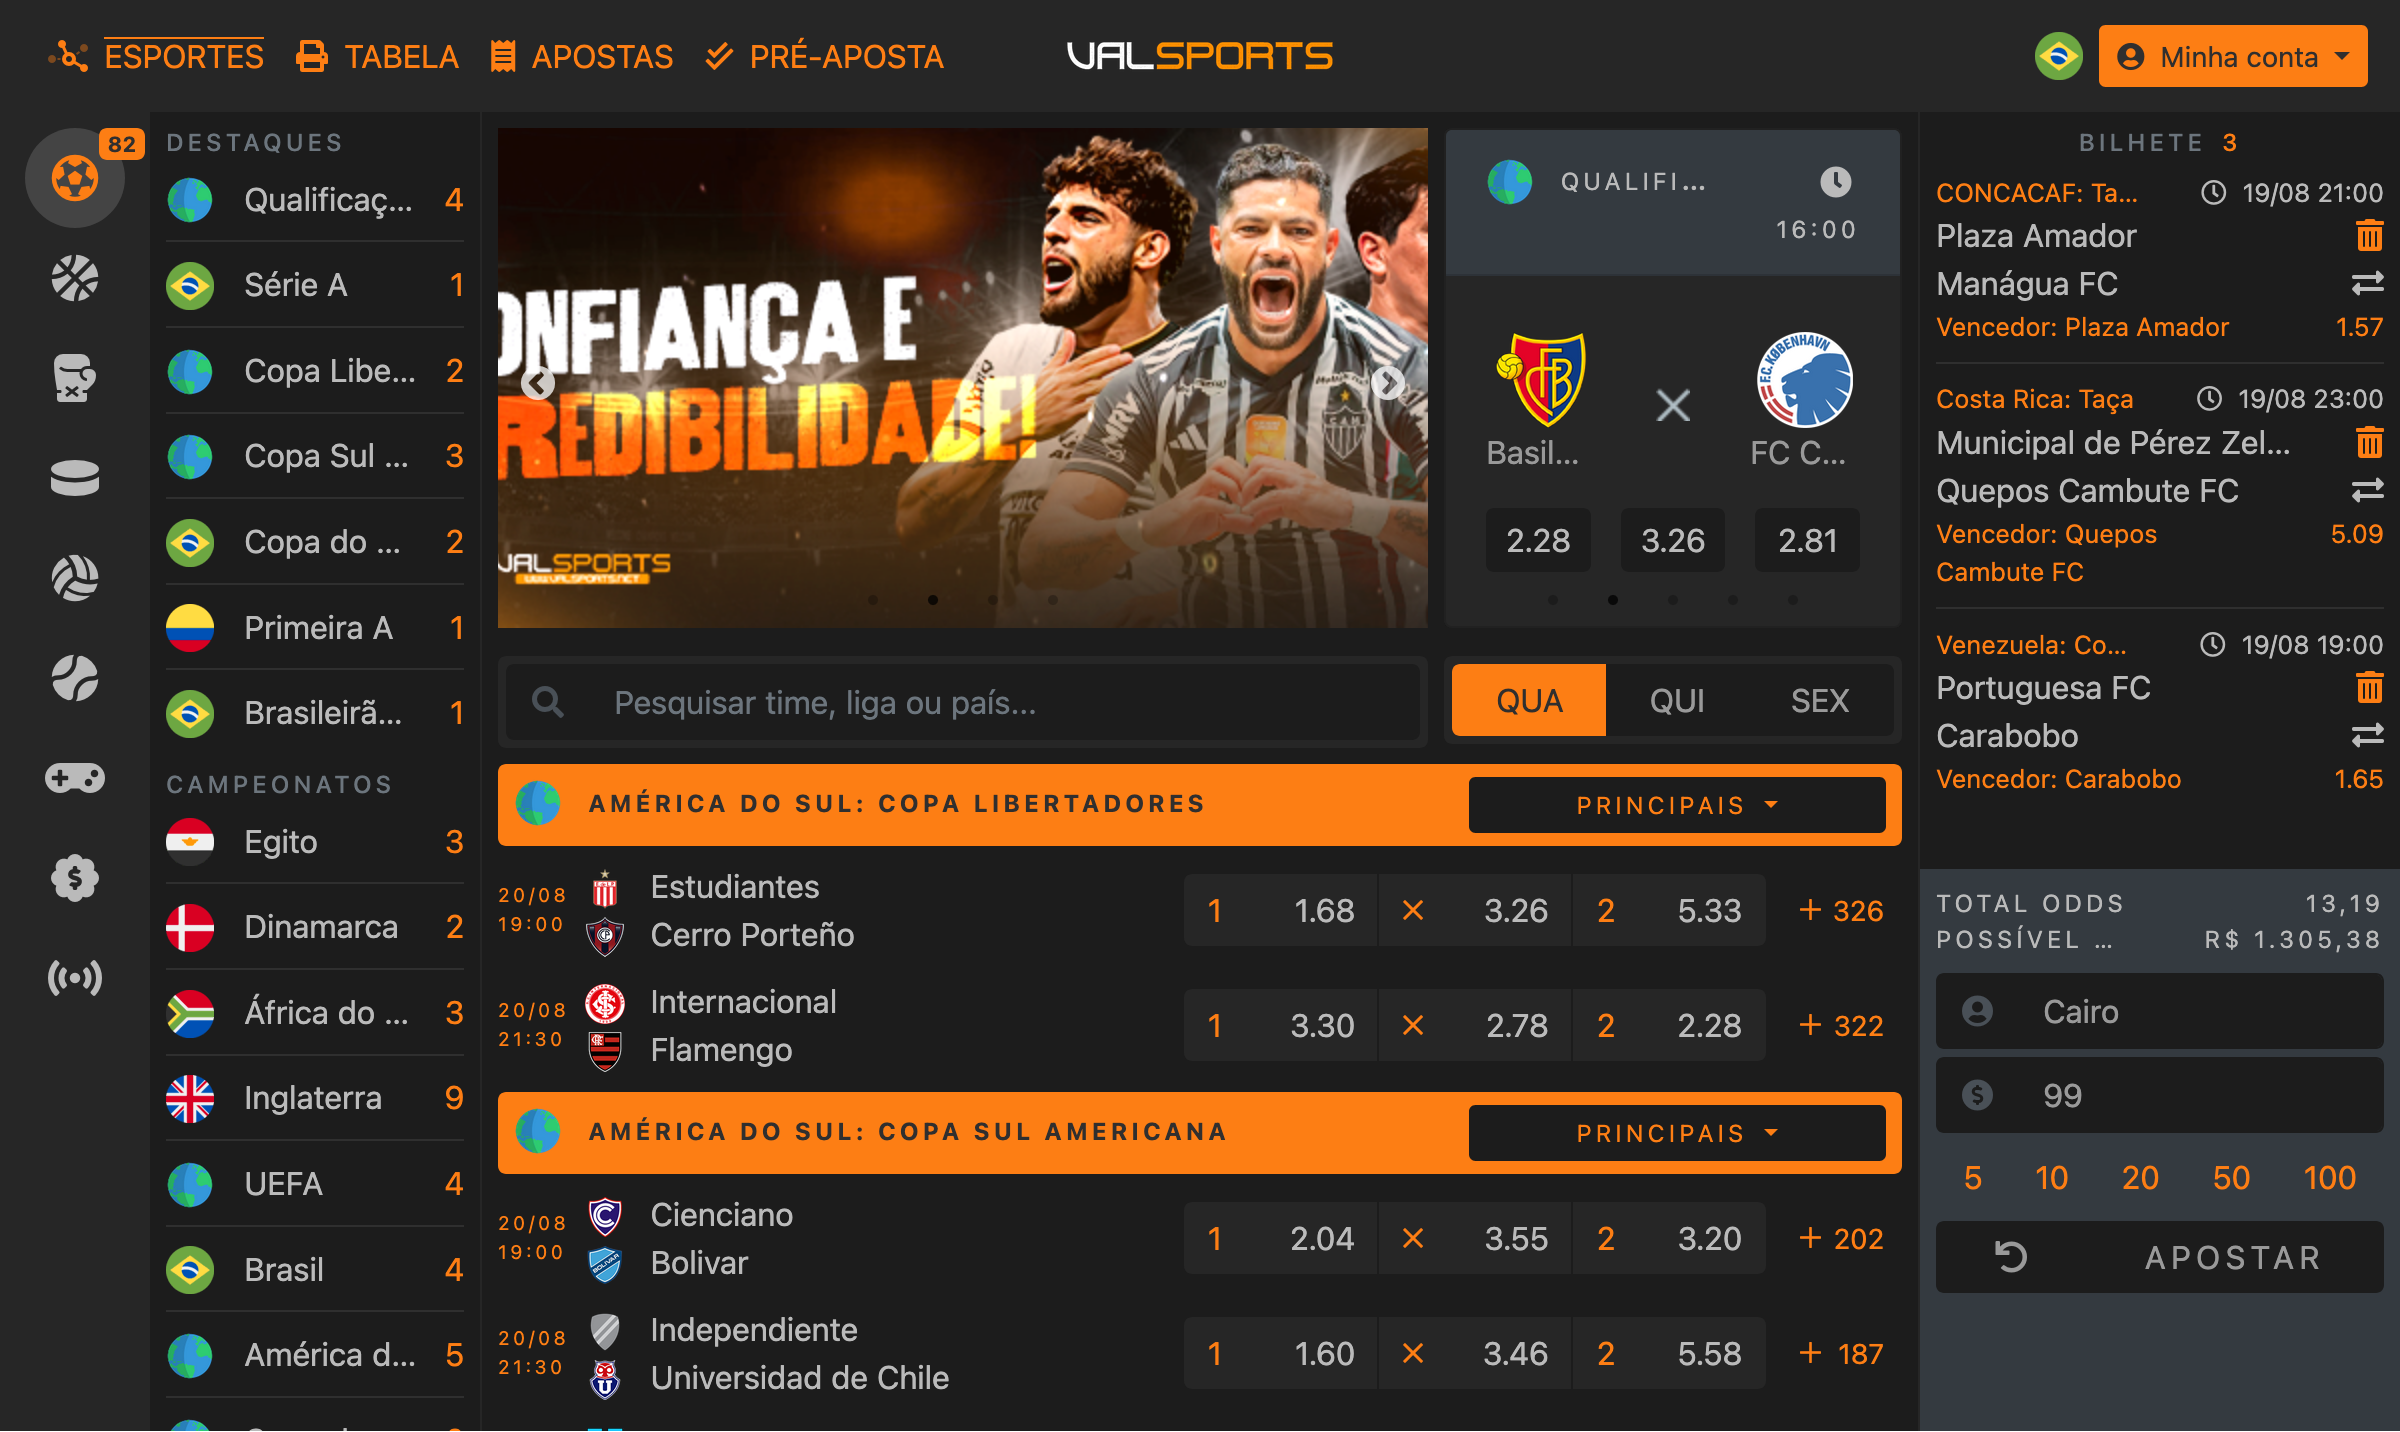 ESPORTES
TABELA
APOSTAS
PRÉ-APOSTA
VALSPORTS
Minha conta
82
DESTAQUES
Qualificaç... 4
Série A 1
Copa Libe... 2
Copa Sul ... 3
Copa do ... 2
Primeira A 1
Brasileirã... 1
CAMPEONATOS
Egito 3
Dinamarca 2
África do ... 3
Inglaterra 9
UEFA 4
Brasil 4
América d... 5
ONFIANÇA E
REDIBILIDADE!
VALSPORTS
WWW.VALSPORTS.NET
QUALIFI...
16:00
F.C. KØBENHAVN
Basil...
FC C...
2.28 3.26 2.81
Pesquisar time, liga ou país...
QUA QUI SEX
AMÉRICA DO SUL: COPA LIBERTADORES PRINCIPAIS
20/08
19:00
Estudiantes
Cerro Porteño
1 1.68 × 3.26 2 5.33 + 326
20/08
21:30
Internacional
Flamengo
1 3.30 × 2.78 2 2.28 + 322
AMÉRICA DO SUL: COPA SUL AMERICANA PRINCIPAIS
20/08
19:00
Cienciano
Bolivar
1 2.04 × 3.55 2 3.20 + 202
20/08
21:30
Independiente
Universidad de Chile
1 1.60 × 3.46 2 5.58 + 187
BILHETE 3
CONCACAF: Ta... 19/08 21:00
Plaza Amador
Manágua FC
Vencedor: Plaza Amador 1.57
Costa Rica: Taça 19/08 23:00
Municipal de Pérez Zel...
Quepos Cambute FC
Vencedor: Quepos 5.09
Cambute FC
Venezuela: Co... 19/08 19:00
Portuguesa FC
Carabobo
Vencedor: Carabobo 1.65
TOTAL ODDS 13,19
POSSÍVEL ... R$ 1.305,38
Cairo
99
5 10 20 50 100
APOSTAR